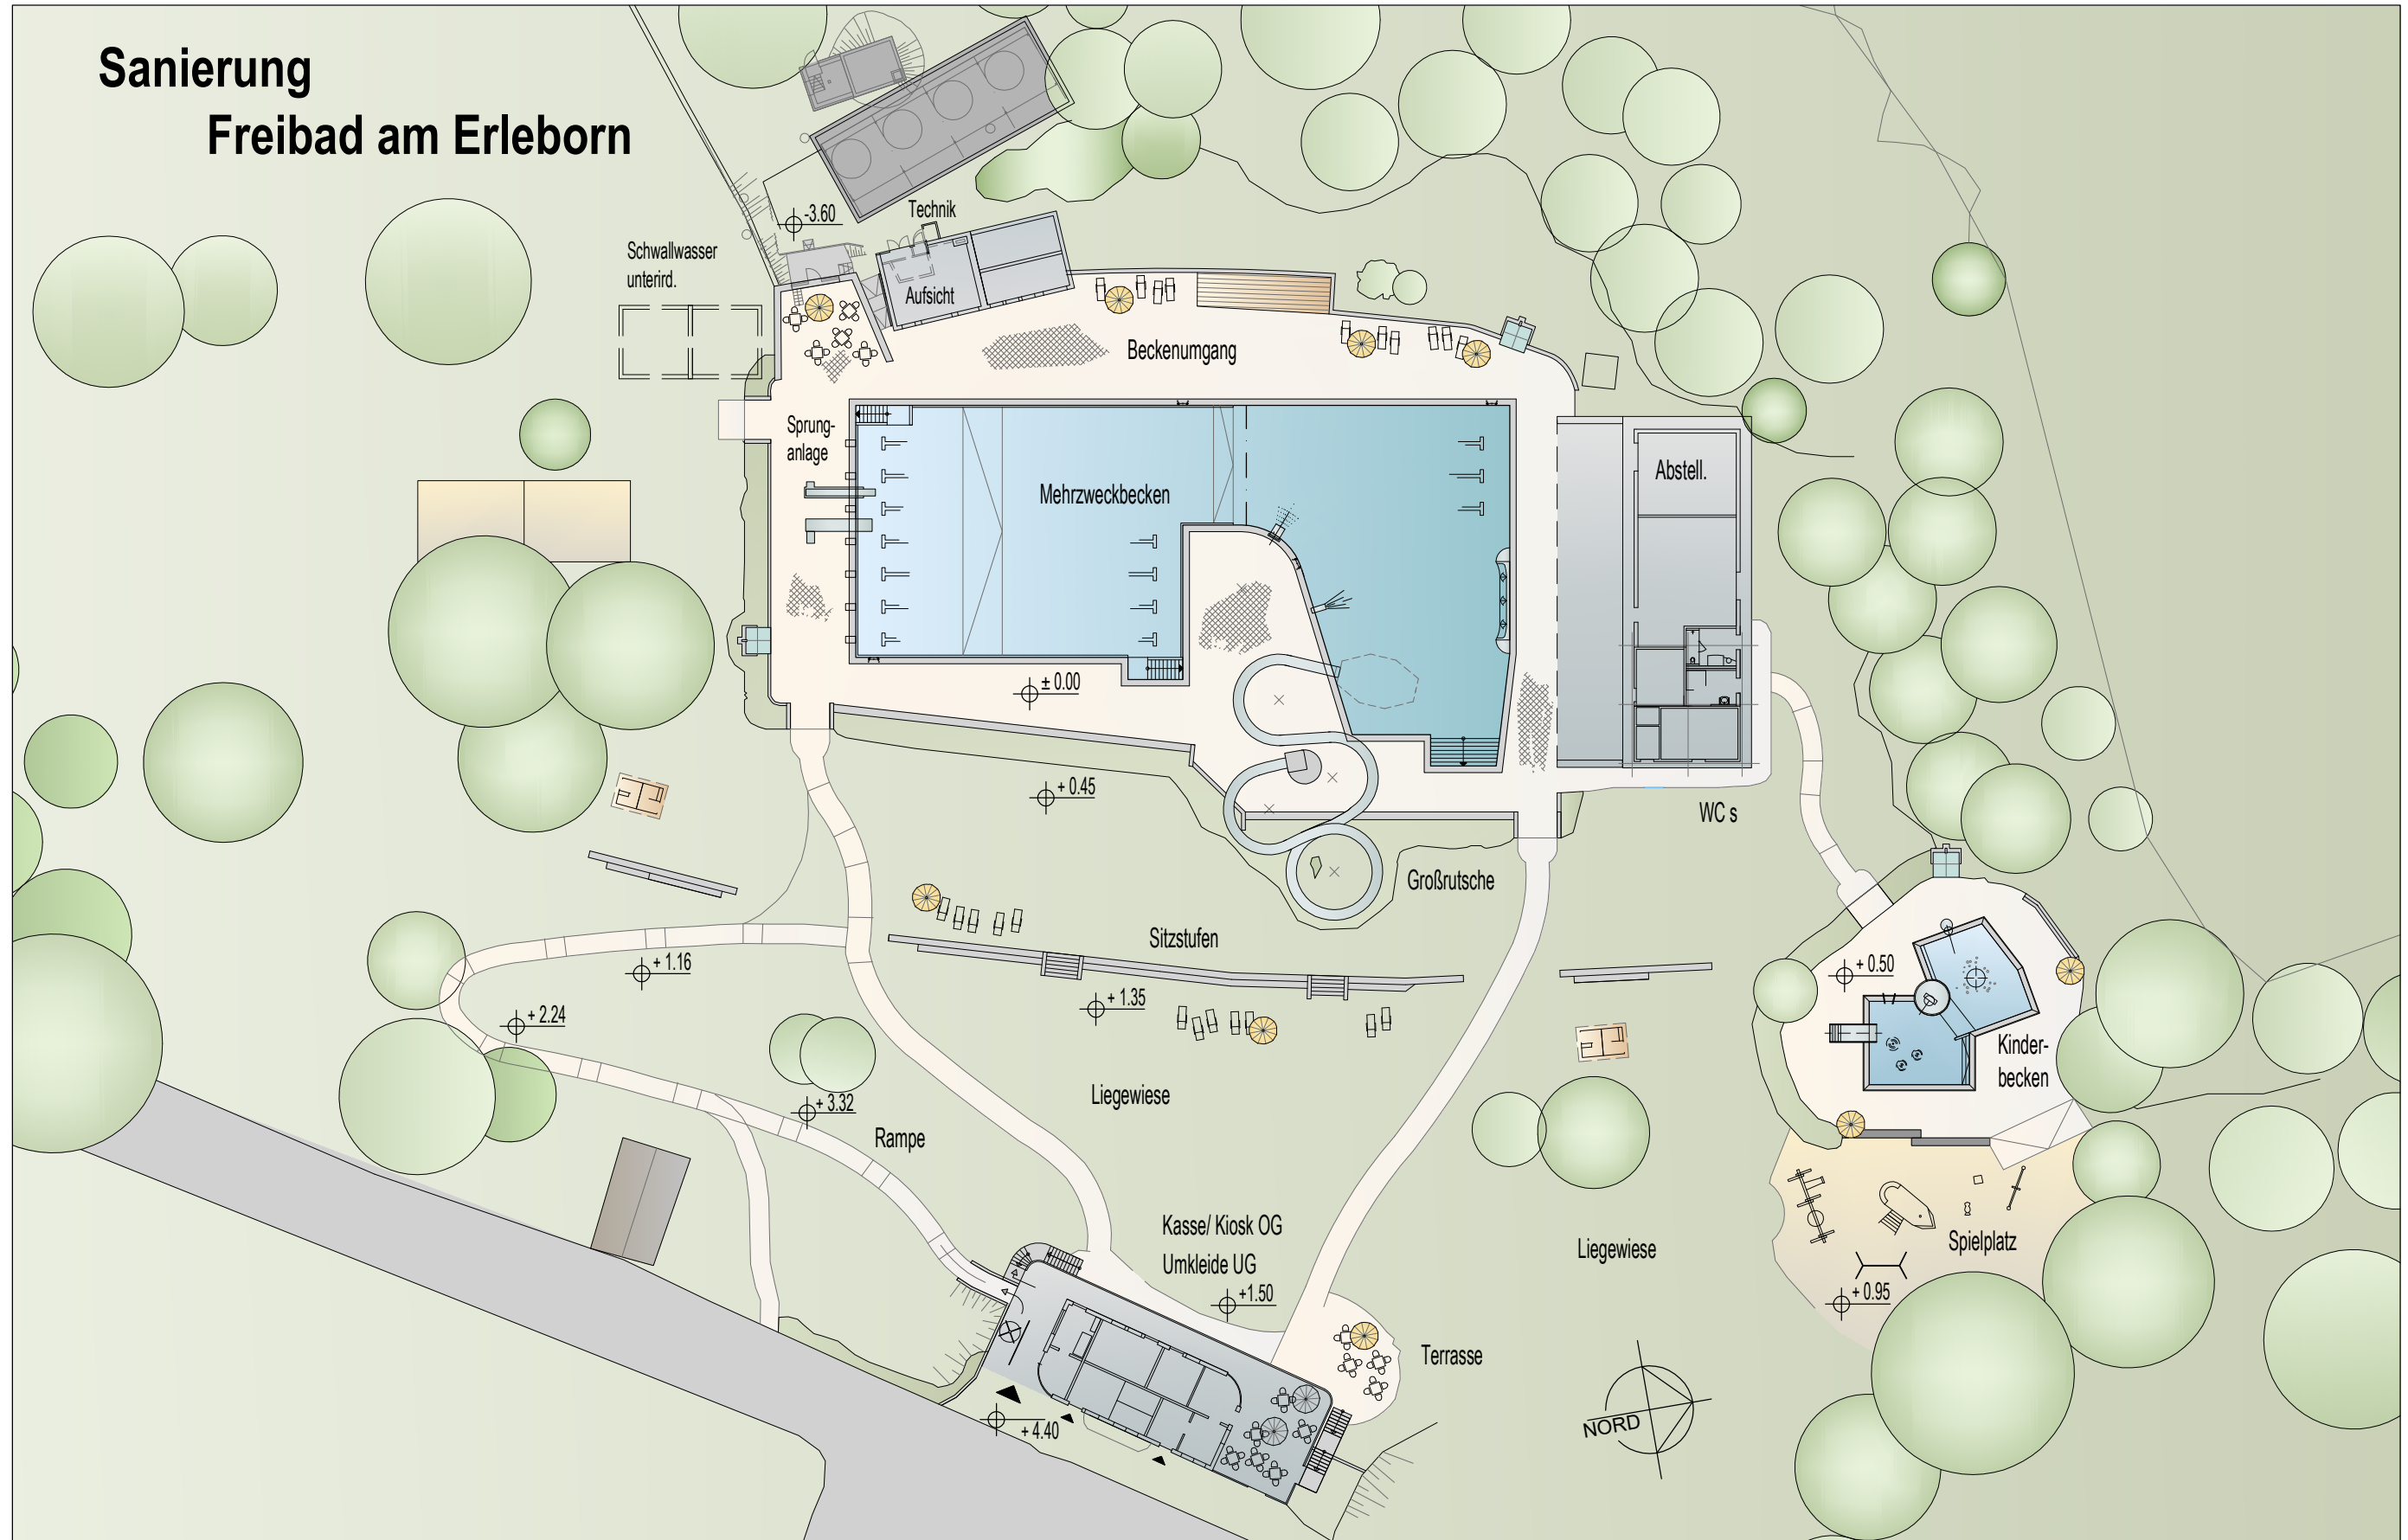 Sanierung
Freibad am Erleborn
-3.60
Technik
Schwallwasser
unterird.
Aufsicht
Beckenumgang
Sprung-
anlage
Mehrzweckbecken
Abstell.
± 0.00
+ 0.45
WC s
Großrutsche
Sitzstufen
+ 1.16
+ 0.50
+ 1.35
+ 2.24
Kinder-
becken
Liegewiese
+ 3.32
Rampe
Kasse/ Kiosk OG
Umkleide UG
Liegewiese
Spielplatz
+1.50
+ 0.95
Terrasse
NORD
+ 4.40